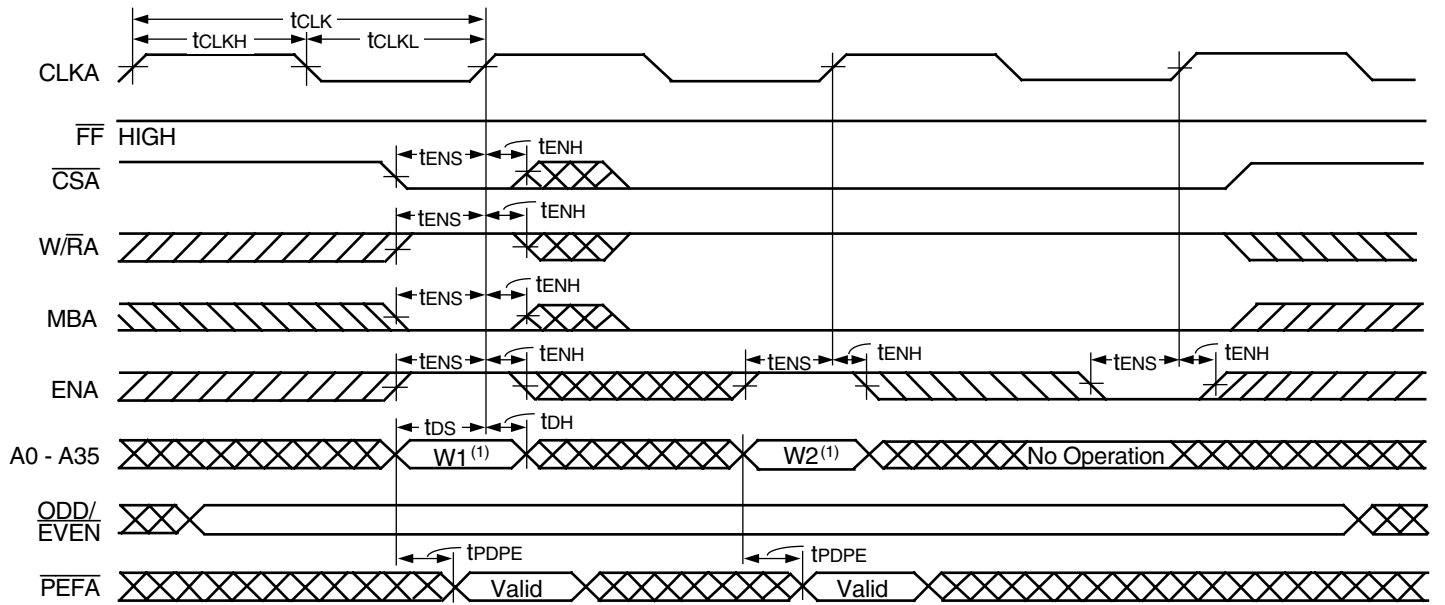 tCLK
tCLKH tCLKL
CLKA
FF HIGH
tENS tENH
CSA
tENS tENH
W/RA
tENS tENH
MBA
tENS tENH tENS tENH tENS tENH
ENA
tDS tDH
A0 - A35 W1(1) W2(1) No Operation
ODD/
EVEN
tPDPE tPDPE
PEFA Valid Valid